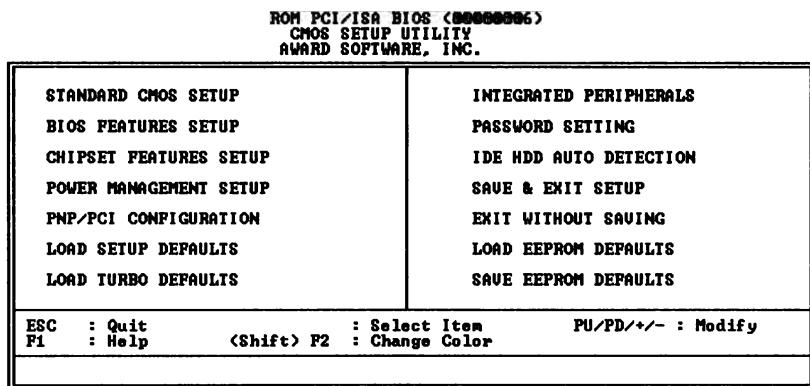 ROM PCI/ISA BIOS
CMOS SETUP UTILITY
AWARD SOFTWARE, INC.
STANDARD CMOS SETUP
BIOS FEATURES SETUP
CHIPSET FEATURES SETUP
POWER MANAGEMENT SETUP
PNP/PCI CONFIGURATION
LOAD SETUP DEFAULTS
LOAD TURBO DEFAULTS
INTEGRATED PERIPHERALS
PASSWORD SETTING
IDE HDD AUTO DETECTION
SAVE & EXIT SETUP
EXIT WITHOUT SAVING
LOAD EEPROM DEFAULTS
SAVE EEPROM DEFAULTS
ESC : Quit : Select Item PU/PD/+/- : Modify
F1 : Help (Shift) F2 : Change Color